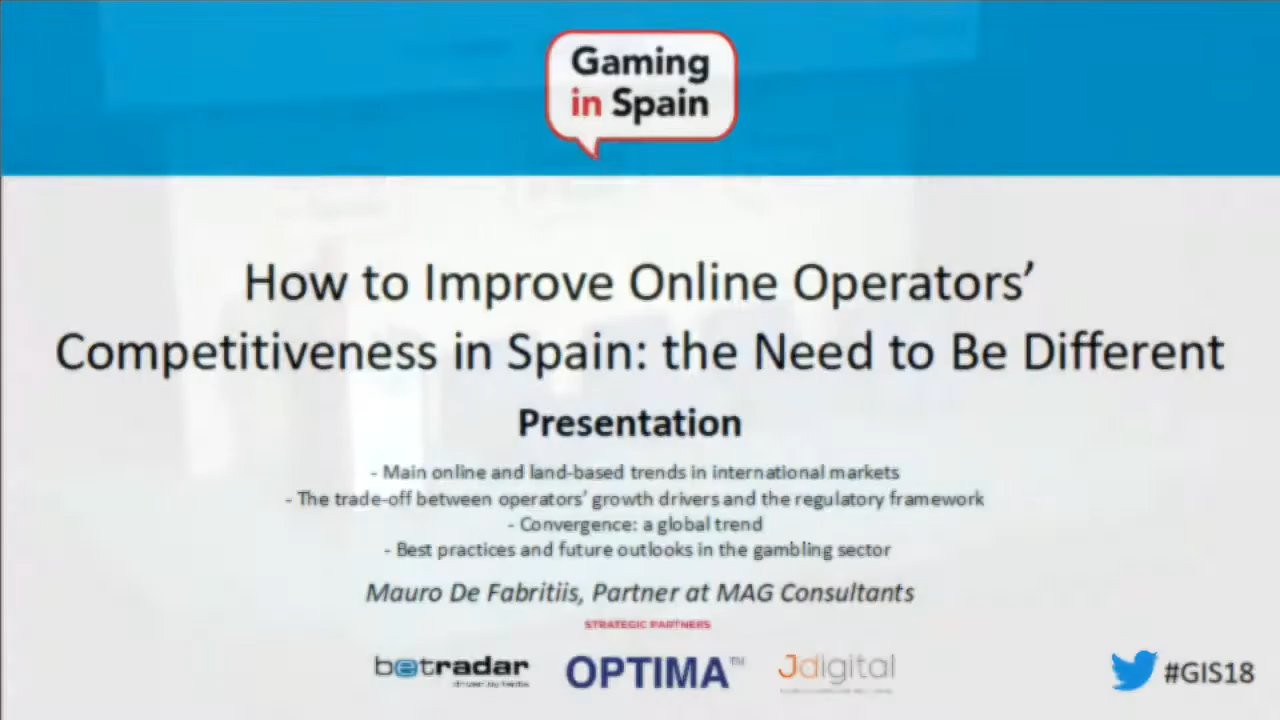 Gaming
in Spain
How to Improve Online Operators’
Competitiveness in Spain: the Need to Be Different
Presentation
- Main online and land-based trends in international markets
- The trade-off between operators’ growth drivers and the regulatory framework
- Convergence: a global trend
- Best practices and future outlooks in the gambling sector
Mauro De Fabritiis, Partner at MAG Consultants
STRATEGIC PARTNERS
betradar
OPTIMA™
Jdigital
#GIS18